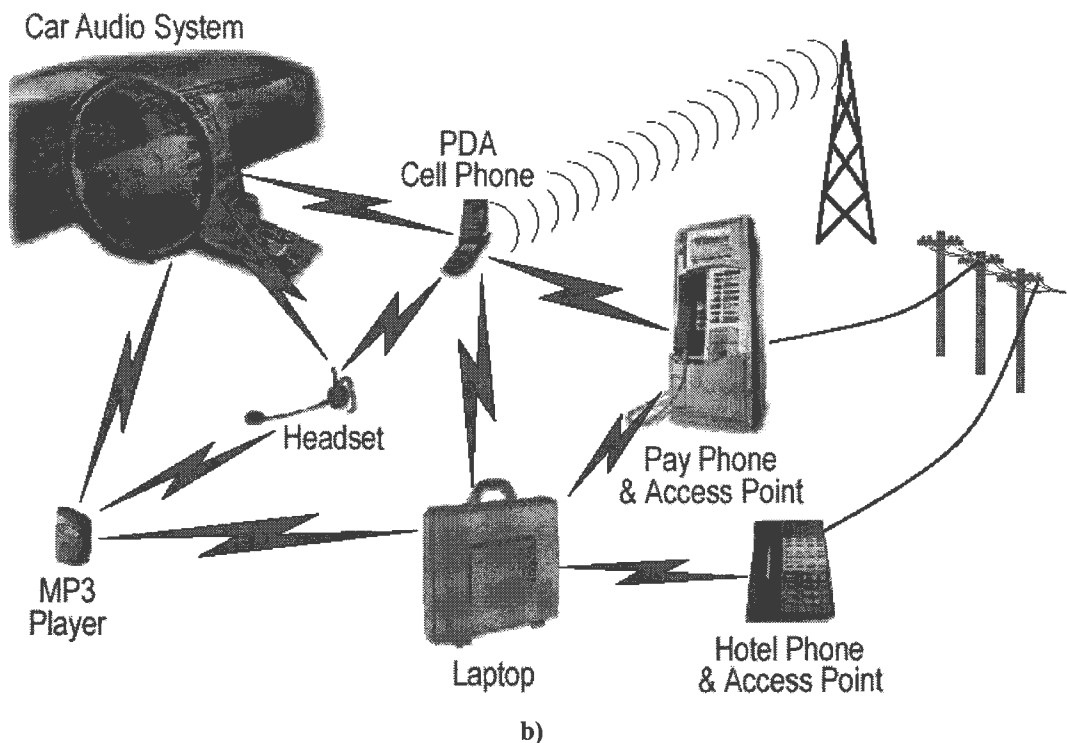 Car Audio System
PDA
Cell Phone
Headset
Pay Phone
& Access Point
MP3
Player
Laptop
Hotel Phone
& Access Point
b)